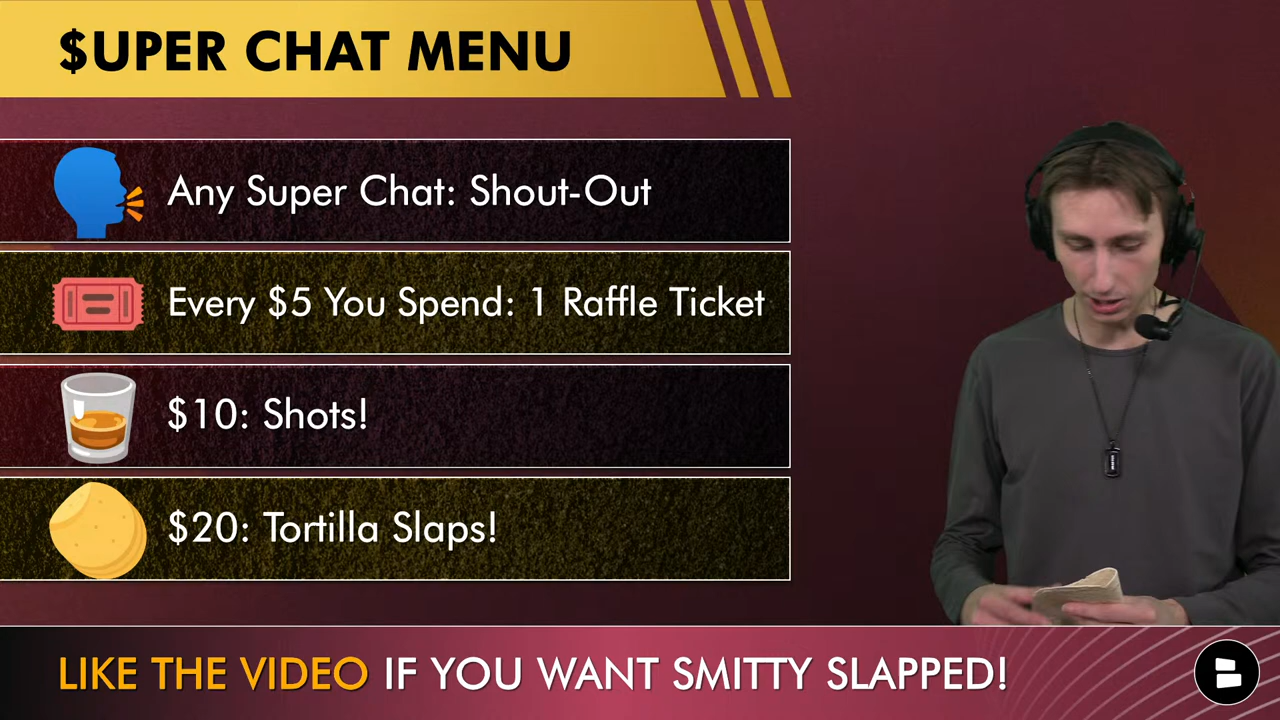 $UPER CHAT MENU
Any Super Chat: Shout-Out
Every $5 You Spend: 1 Raffle Ticket
$10: Shots!
$20: Tortilla Slaps!
LIKE THE VIDEO IF YOU WANT SMITTY SLAPPED!